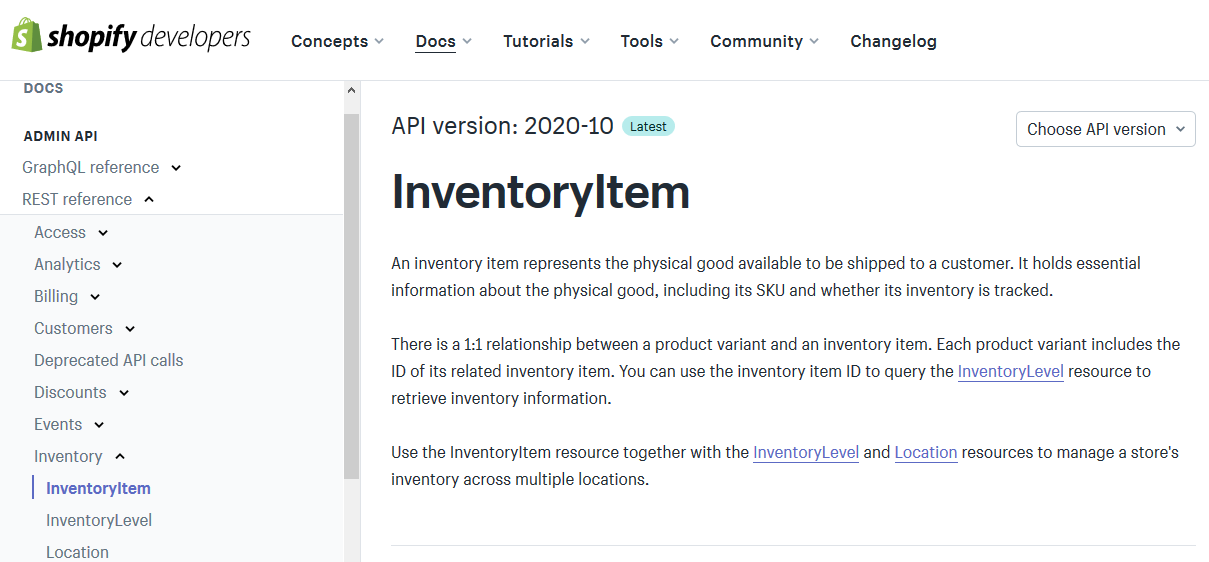 shopify developers
Concepts
Docs
Tutorials
Tools
Community
Changelog
DOCS
ADMIN API
GraphQL reference
REST reference
Access
Analytics
Billing
Customers
Deprecated API calls
Discounts
Events
Inventory
InventoryItem
InventoryLevel
Location
API version: 2020-10 Latest
Choose API version
InventoryItem
An inventory item represents the physical good available to be shipped to a customer. It holds essential
information about the physical good, including its SKU and whether its inventory is tracked.
There is a 1:1 relationship between a product variant and an inventory item. Each product variant includes the
ID of its related inventory item. You can use the inventory item ID to query the InventoryLevel resource to
retrieve inventory information.
Use the InventoryItem resource together with the InventoryLevel and Location resources to manage a store's
inventory across multiple locations.